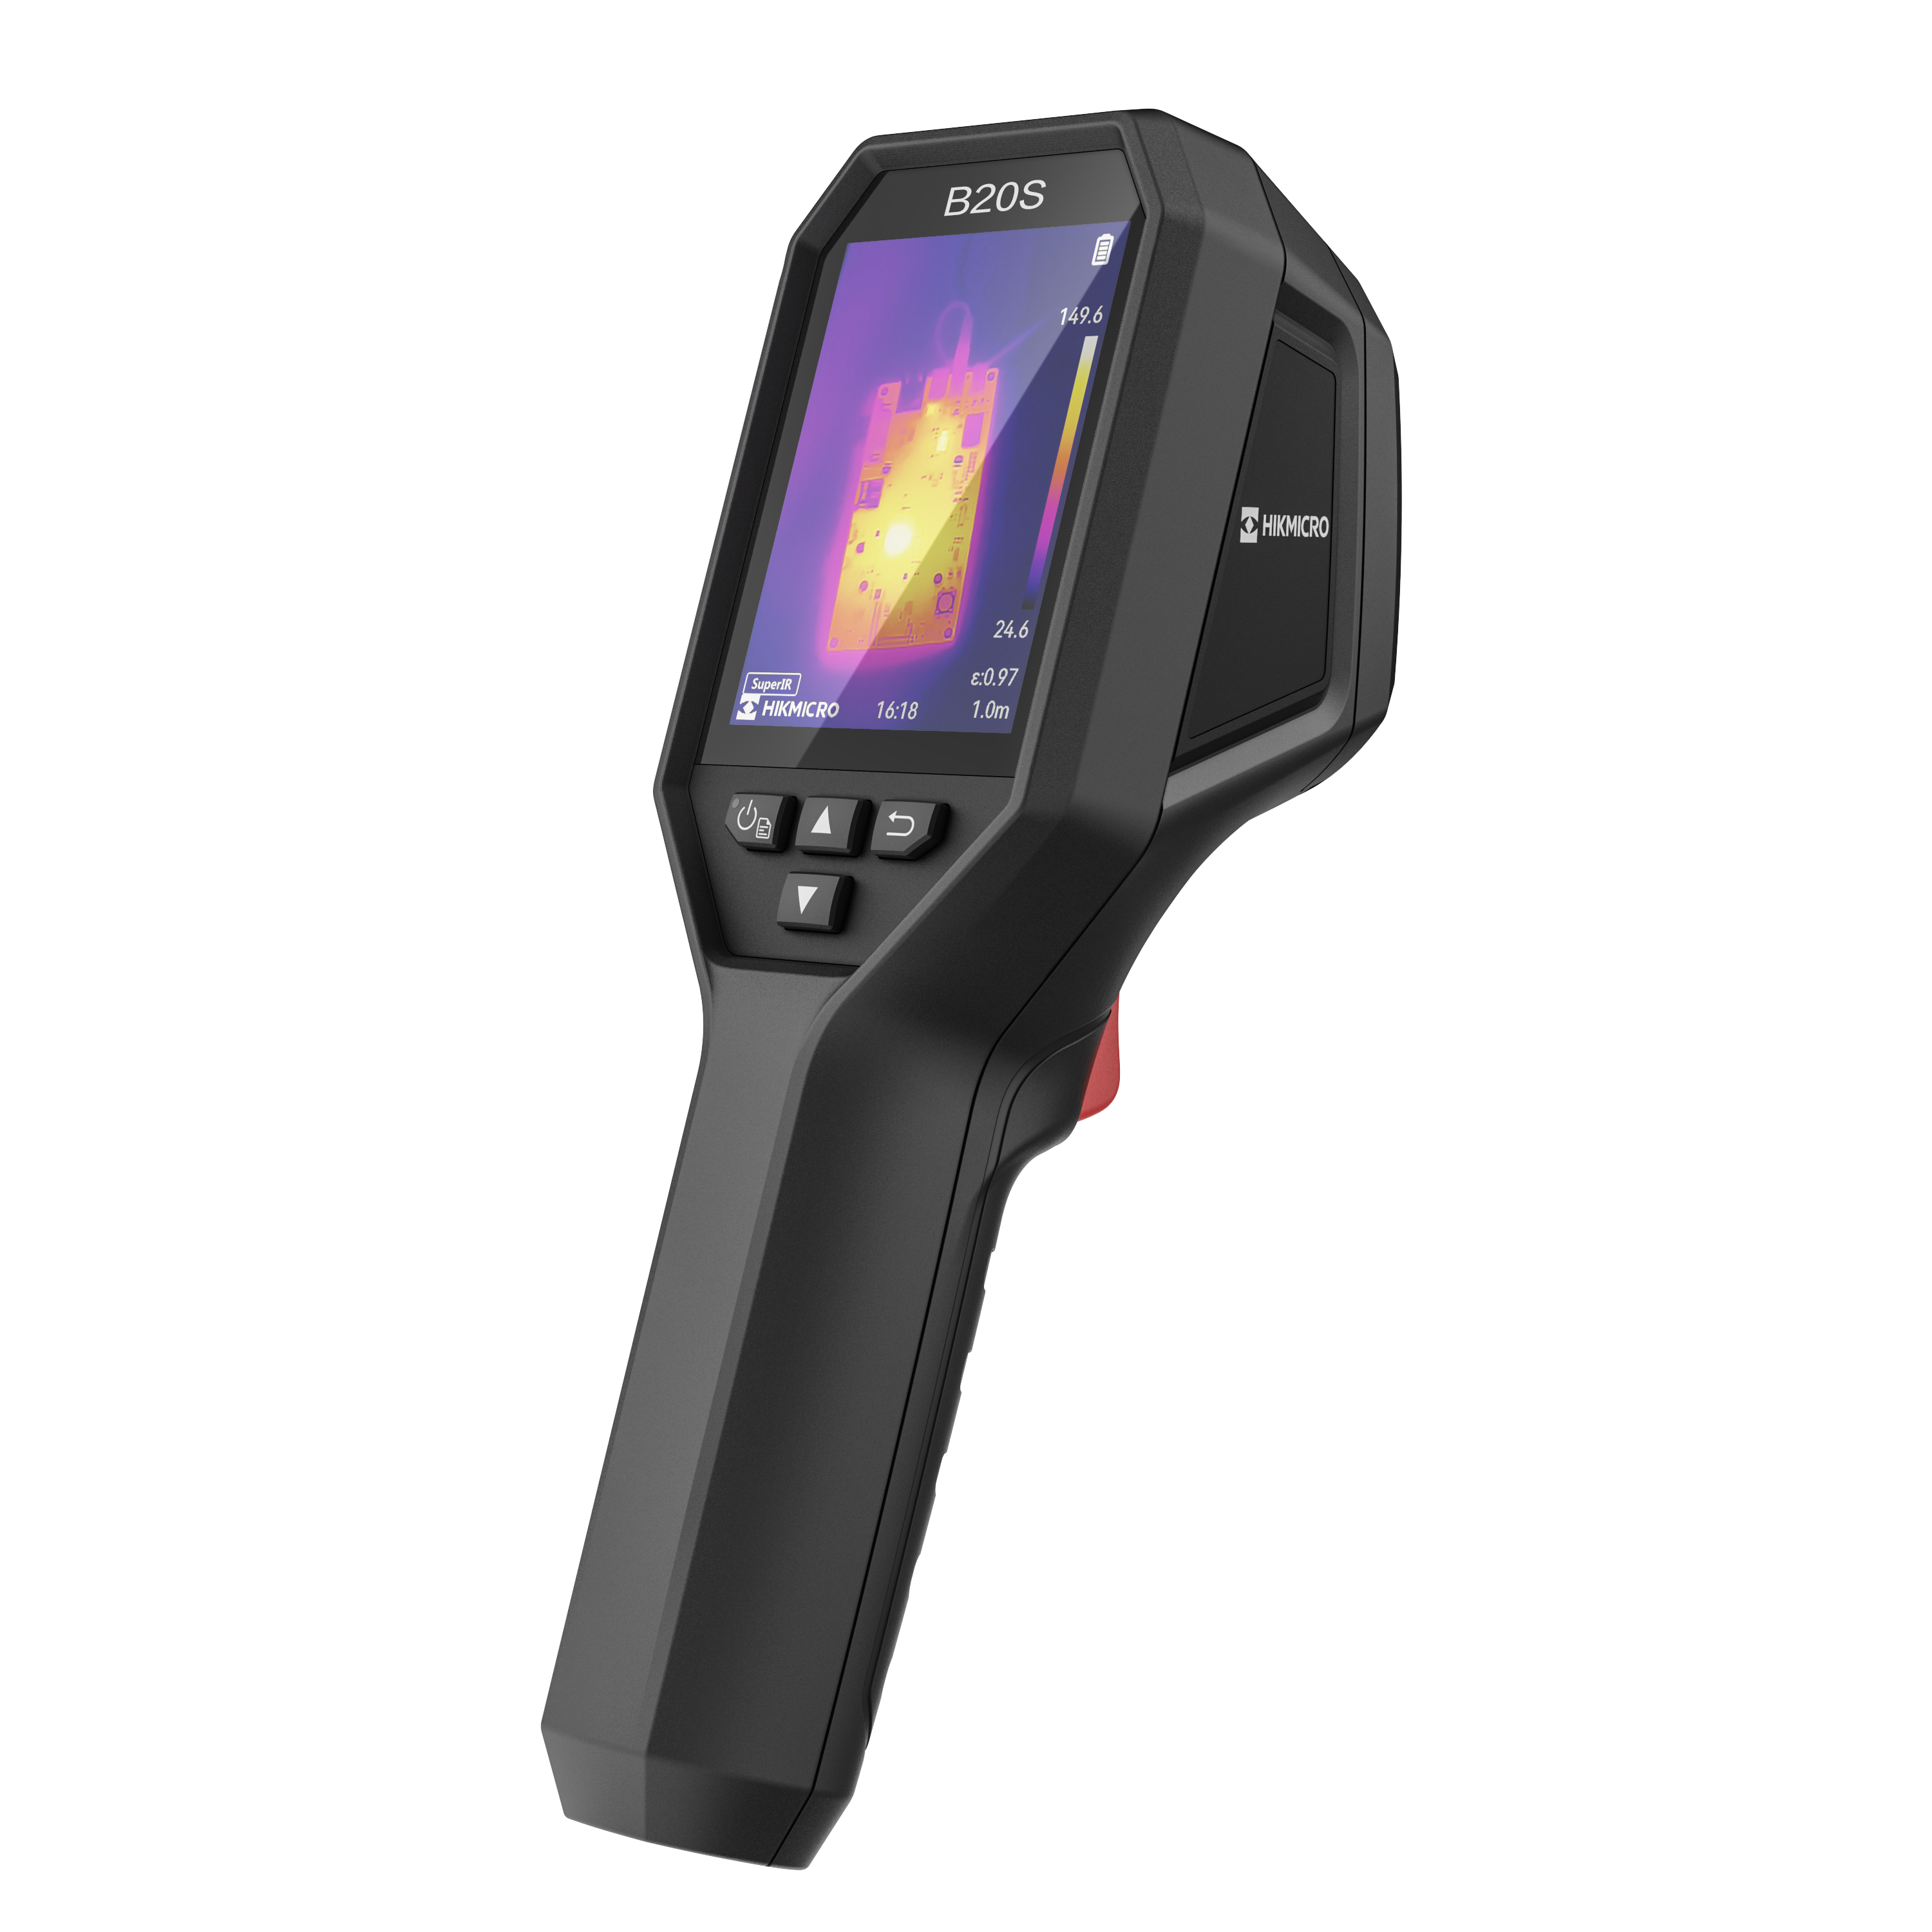 B20S
149.6
24.6
ε:0.97
SuperIR
HIKMICRO 16:18 1.0m
HIKMICRO